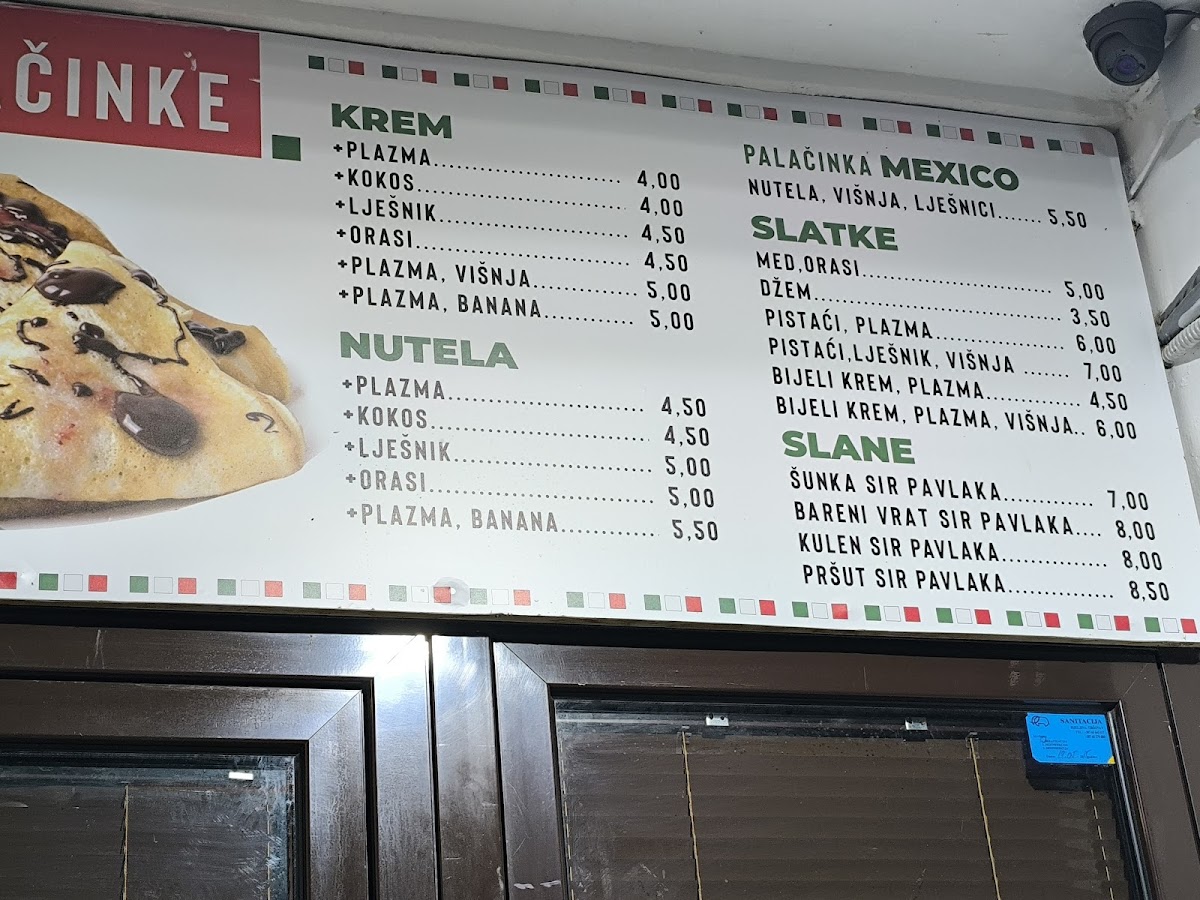 AČINKE
KREM
+PLAZMA.......................... 4,00
+KOKOS............................ 4,00
+LJEŠNIK.......................... 4,50
+ORASI............................. 4,50
+PLAZMA, VIŠNJA............. 5,00
+PLAZMA, BANANA............ 5,00
NUTELA
+PLAZMA........................... 4,50
+KOKOS............................. 4,50
+LJEŠNIK........................... 5,00
+ORASI.............................. 5,00
+PLAZMA, BANANA............ 5,50
PALAČINKA MEXICO
NUTELA, VIŠNJA, LJEŠNICI....... 5,50
SLATKE
MED,ORASI........................... 5,00
DŽEM................................... 3,50
PISTAĆI, PLAZMA.................. 6,00
PISTAĆI,LJEŠNIK, VIŠNJA ....... 7,00
BIJELI KREM, PLAZMA............. 4,50
BIJELI KREM, PLAZMA, VIŠNJA.. 6,00
SLANE
ŠUNKA SIR PAVLAKA............ 7,00
BARENI VRAT SIR PAVLAKA.... 8,00
KULEN SIR PAVLAKA.............. 8,00
PRŠUT SIR PAVLAKA.............. 8,50
SANITACIJA